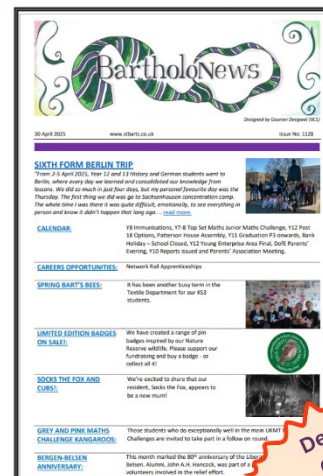 BartholoNews
Designed by Gauravi Deegwal (9C1)
30 April 2025 www.stbarts.co.uk Issue No: 1128
SIXTH FORM BERLIN TRIP
"From 2-5 April 2025, Year 12 and 13 History and German students went to
Berlin, where every day we learned and consolidated our knowledge from
lessons. We did so much in just four days, but my personal favourite day was the
Thursday. The first thing we did was go to Sachsenhausen concentration camp.
The whole time I was there it was quite difficult, emotionally, to see everything in
person and know it didn't happen that long ago.... read more.
CALENDAR:
Y8 Immunisations, Y7-8 Top Set Maths Junior Maths Challenge, Y12 Post
18 Options, Patterson House Assembly, Y11 Graduation P3 onwards, Bank
Holiday – School Closed, Y12 Young Enterprise Area Final, DofE Parents'
Evening, Y10 Reports Issued and Parents' Association Meeting.
CAREERS OPPORTUNITIES:
Network Rail Apprenticeships
SPRING BART'S BEES:
It has been another busy term in the
Textile Department for our KS3
students.
LIMITED EDITION BADGES
ON SALE!:
We have created a range of pin
badges inspired by our Nature
Reserve wildlife. Please support our
fundraising and buy a badge - or
collect all 4!
SOCKS THE FOX AND
CUBS!:
We're excited to share that our
resident, Socks the Fox, appears to
be a new mum!
GREY AND PINK MATHS
CHALLENGE KANGAROOS:
Those students who do exceptionally well in the main UKMT
Challenges are invited to take part in a follow on round.
BERGEN-BELSEN
ANNIVERSARY:
This month marked the 80th anniversary of the
Belsen. Alumni, John A.H. Hancock, was part of a
volunteers involved in the relief effort.